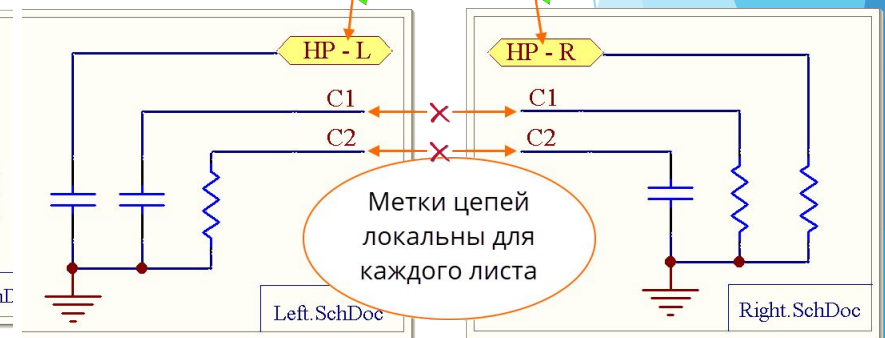 HP - L
HP - R
C1
C1
C2
C2
Метки цепей
локальны для
каждого листа
Left.SchDoc
Right.SchDoc